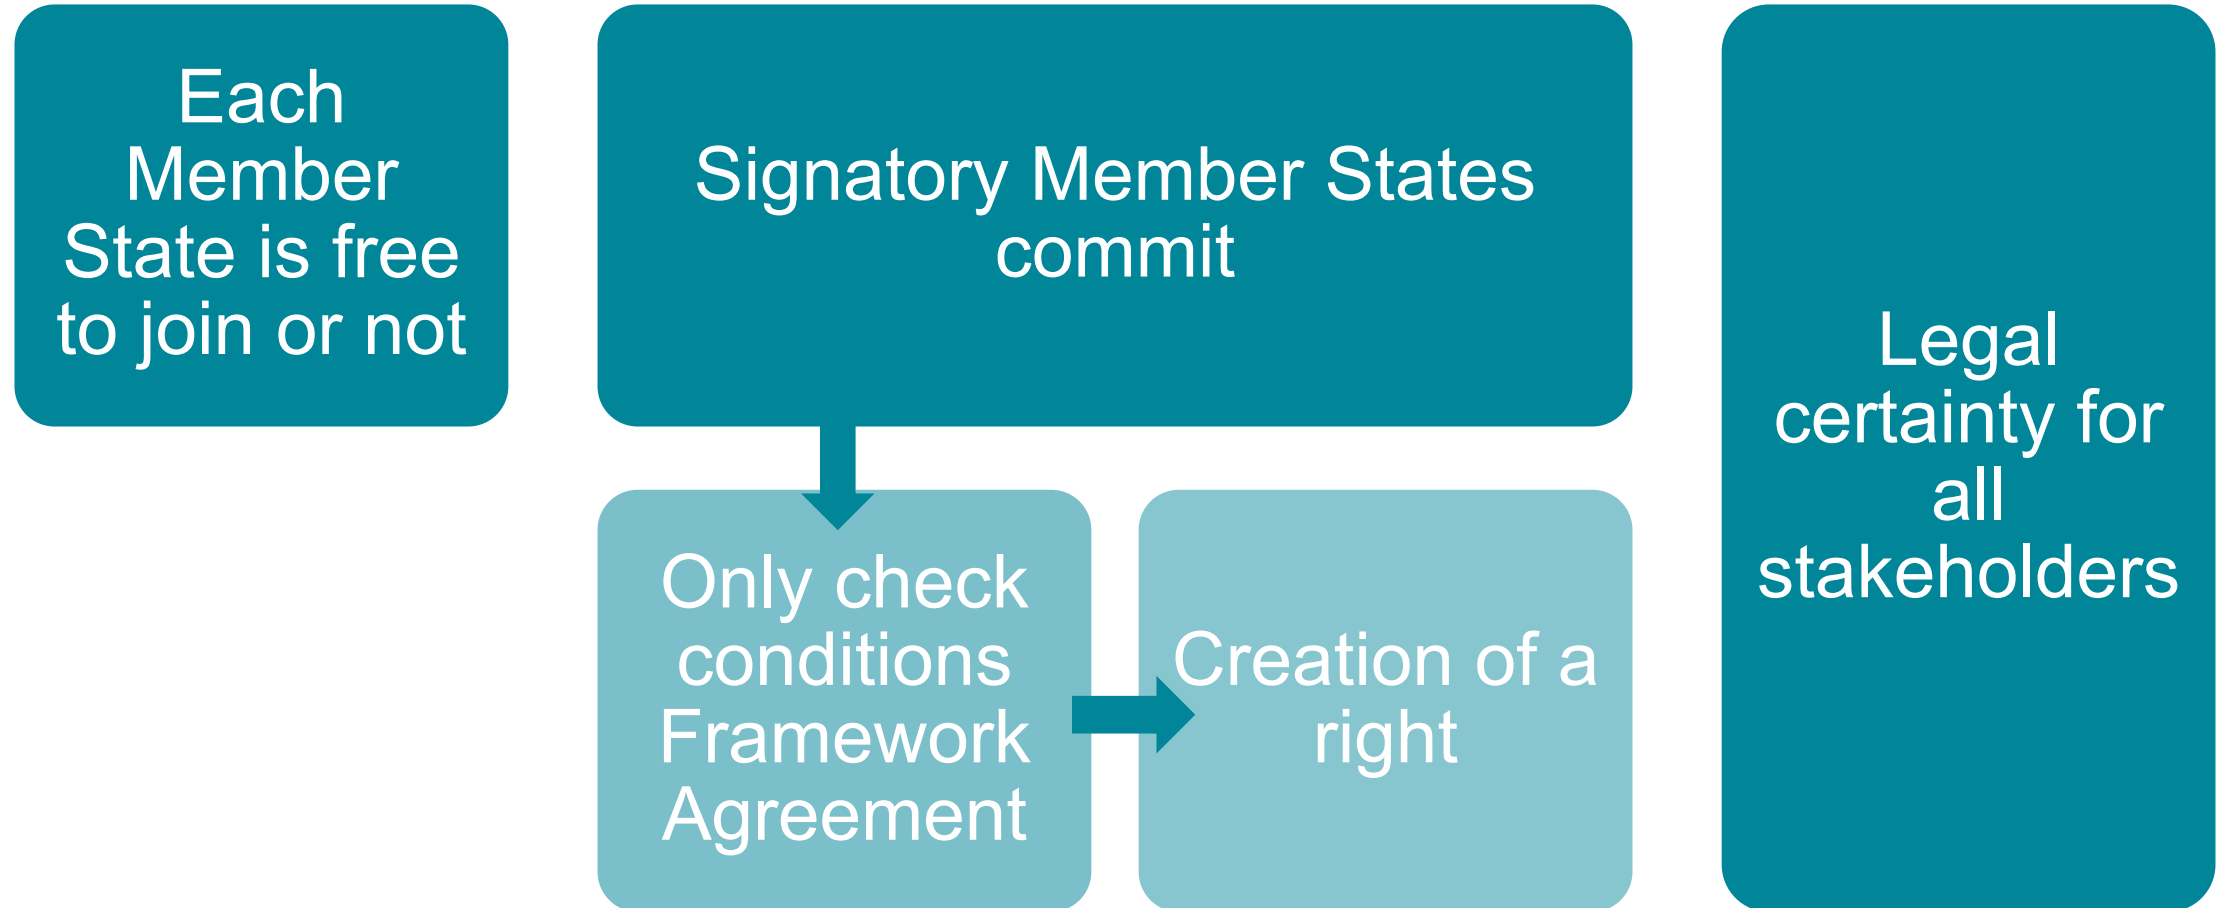 Each
Member
State is free
to join or not
Signatory Member States
commit
Only check
conditions
Framework
Agreement
Creation of a
right
Legal
certainty for
all
stakeholders